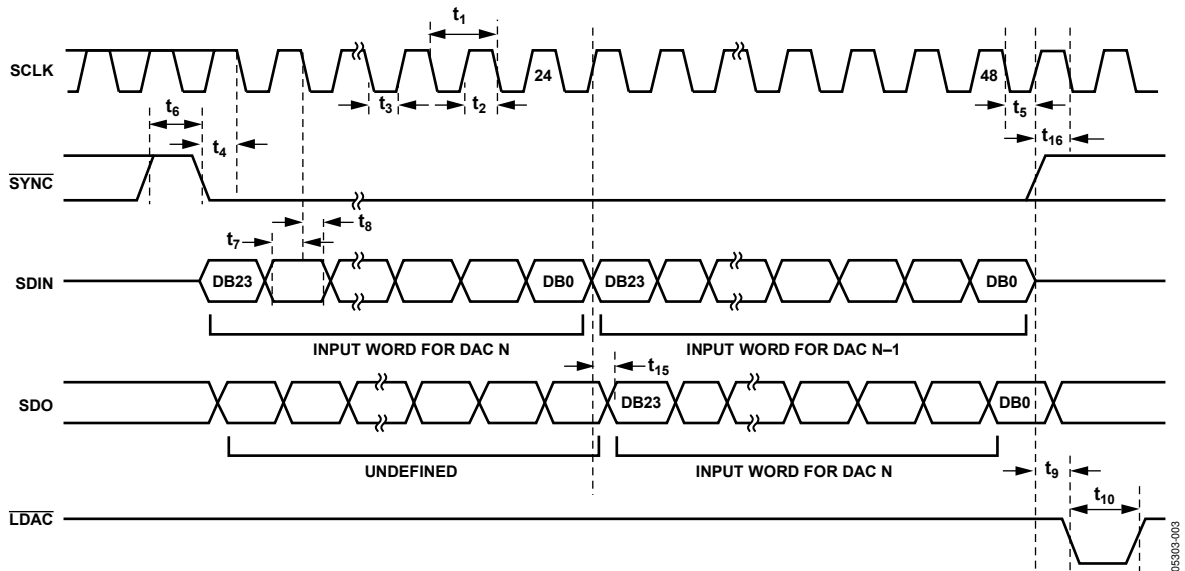 t1
SCLK
24
48
t3
t2
t5
t6
t4
t16
SYNC
t7
t8
SDIN
DB23
DB0
DB23
DB0
INPUT WORD FOR DAC N
INPUT WORD FOR DAC N–1
t15
SDO
DB23
DB0
UNDEFINED
INPUT WORD FOR DAC N
t9
t10
LDAC
05303-003